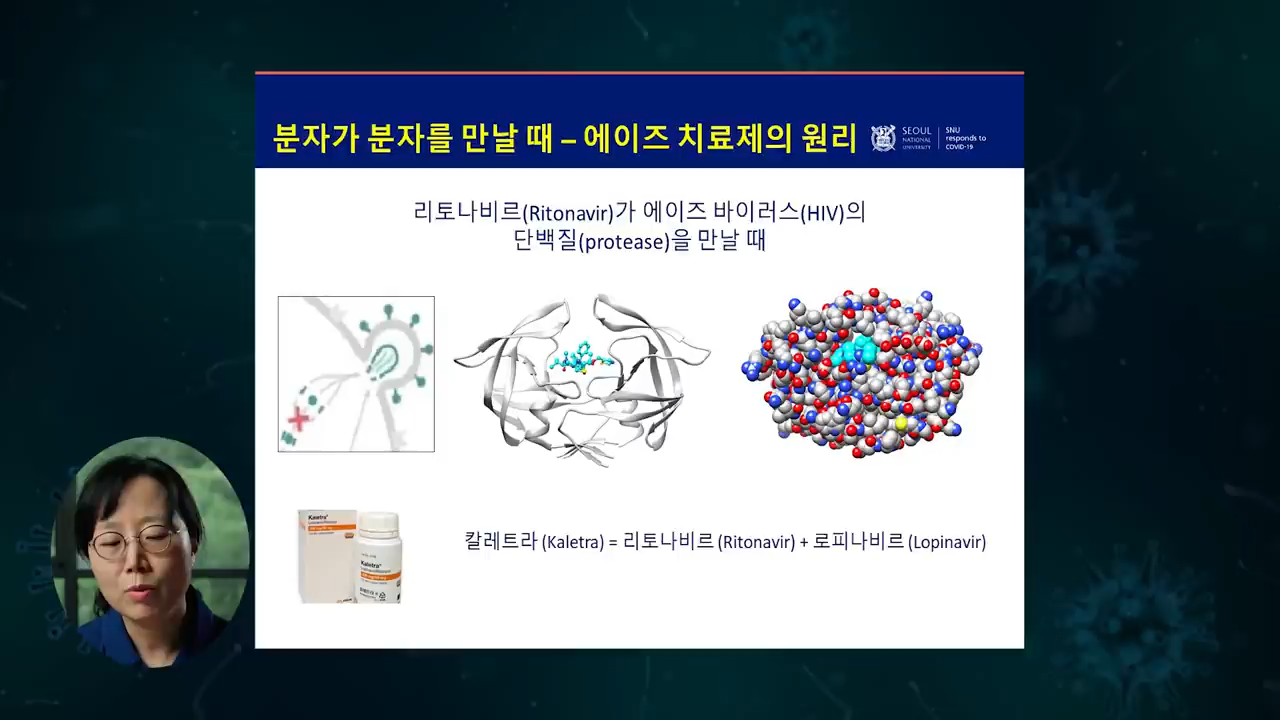 분자가 분자를 만날 때 – 에이즈 치료제의 원리
SEOUL
NATIONAL
UNIVERSITY
SNU
responds to
COVID-19
리토나비르(Ritonavir)가 에이즈 바이러스(HIV)의
단백질(protease)을 만날 때
Kaletra
Kaletra
칼레트라 (Kaletra) = 리토나비르 (Ritonavir) + 로피나비르 (Lopinavir)